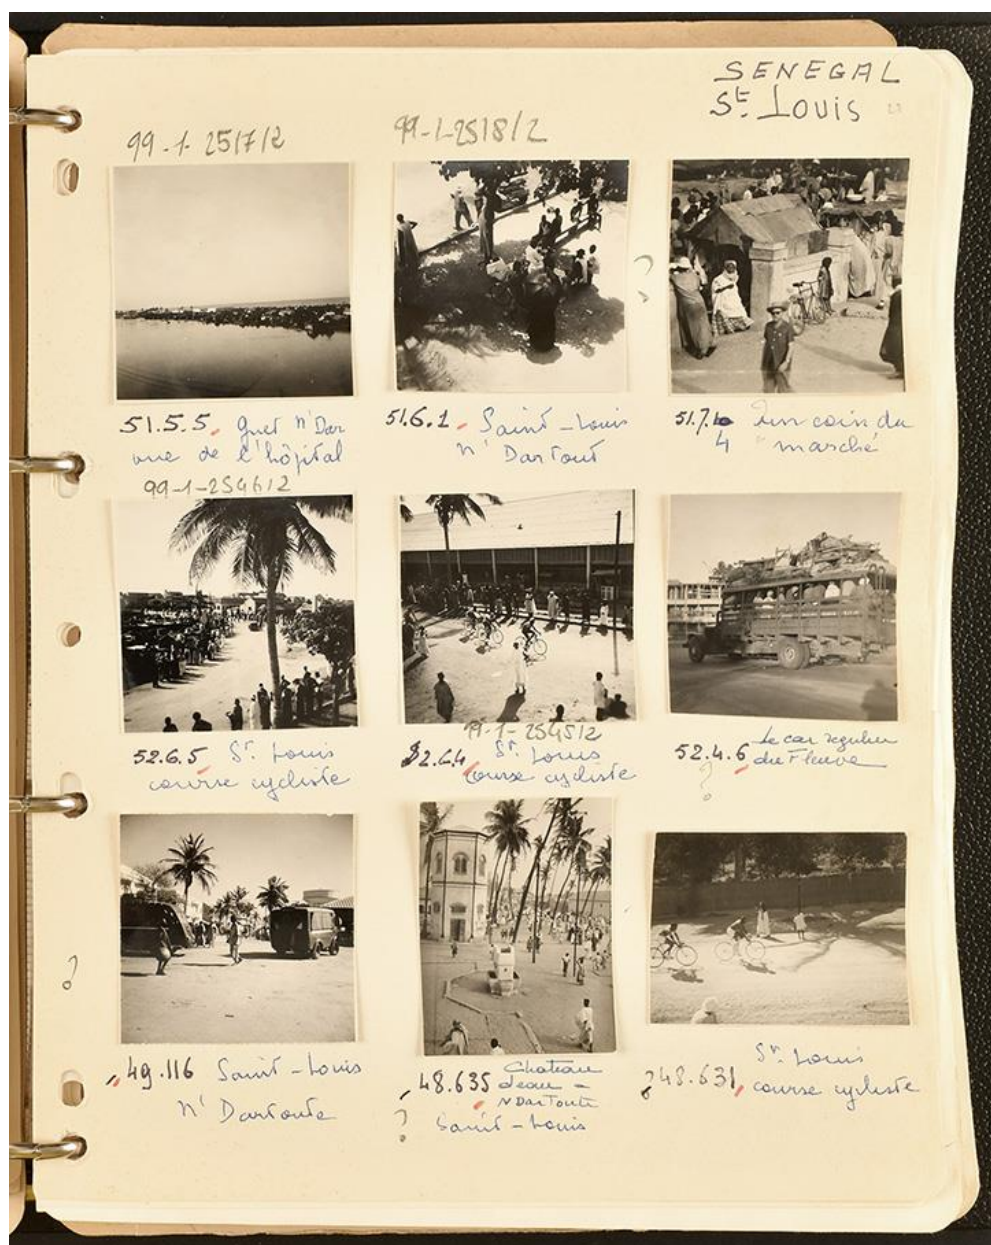 SENEGAL
St Louis
99-1-2517/2
99-1-2518/2
51.5.5, Guet N'Dar
vue de l'hôpital
51.6.1, Saint-Louis
N'DarTout
51.7.
4
Un coin du
marché
99-1-2546/2
52.6.5, St. Louis
course cycliste
99-1-2545/2
52.6.4, St. Louis
course cycliste
52.4.6, le car régulier
du Fleuve
?
?
49.116 Saint-Louis
N'DarToute
48.635 Chateau
deau -
NDarToute
? Saint-Louis
St. Louis
? 48.631, course cycliste